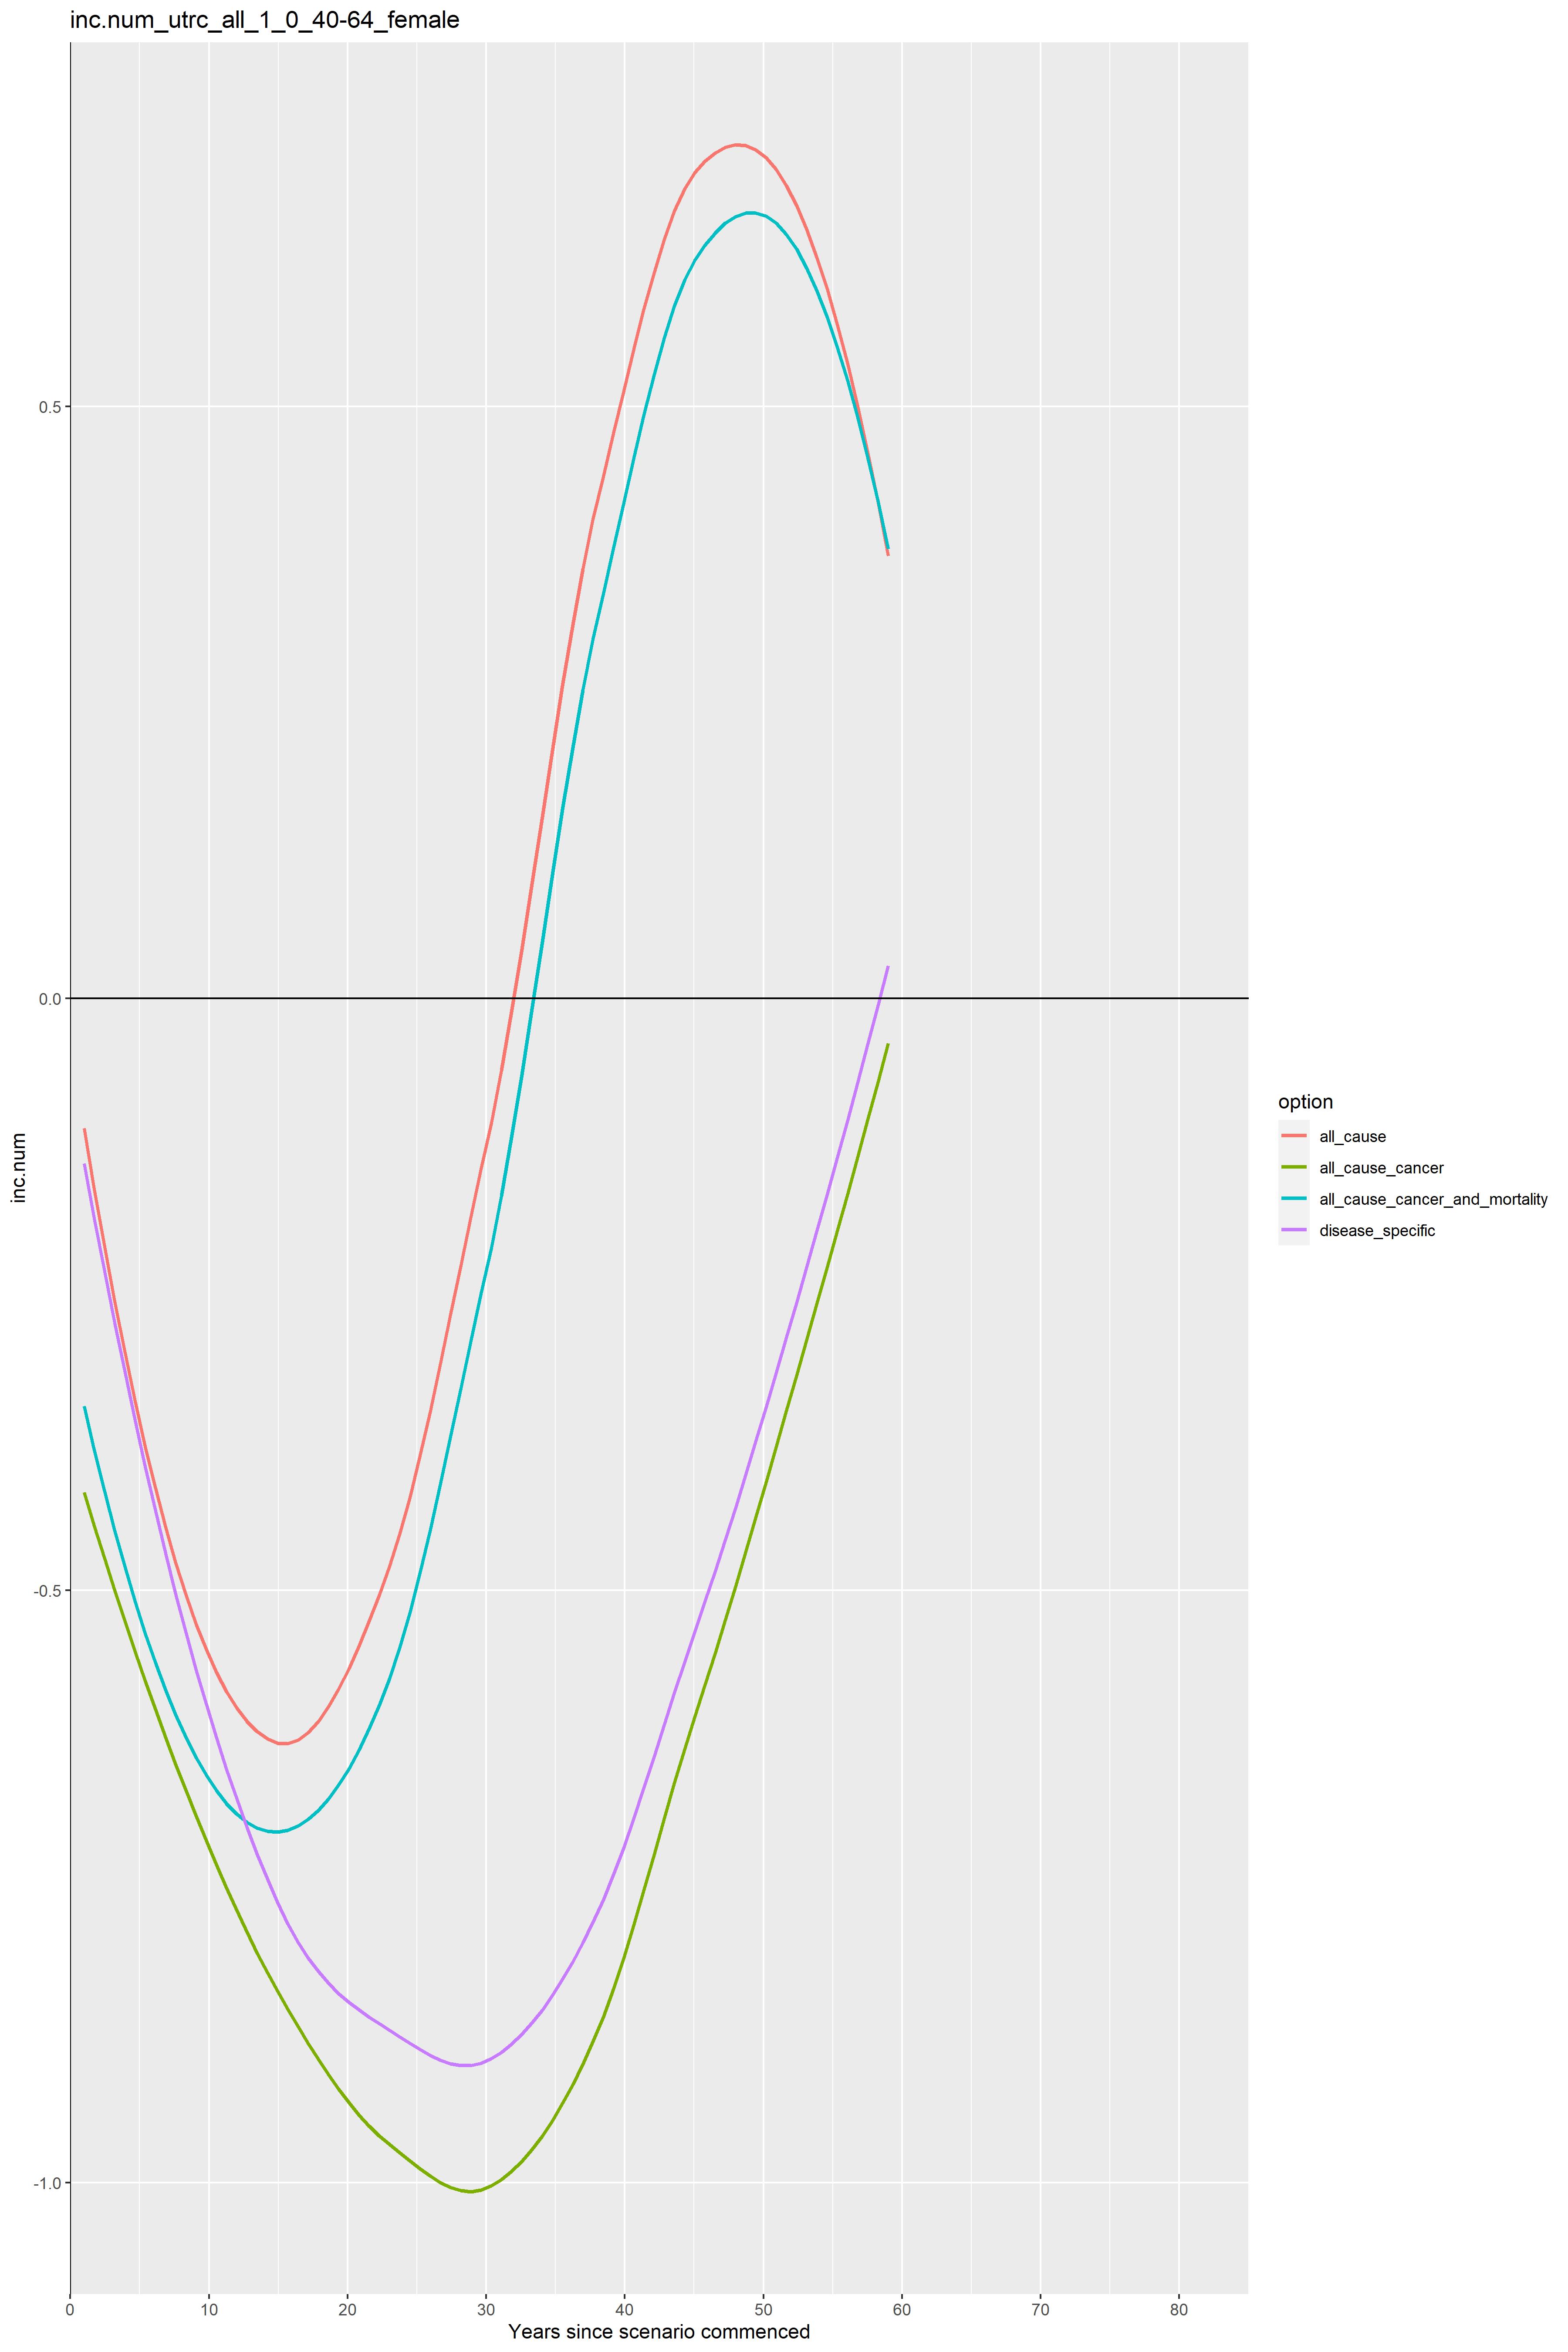 inc.num_utrc_all_1_0_40-64_female
0.5
0.0
-0.5
-1.0
inc.num
0 10 20 30 40 50 60 70 80
Years since scenario commenced
option
all_cause
all_cause_cancer
all_cause_cancer_and_mortality
disease_specific